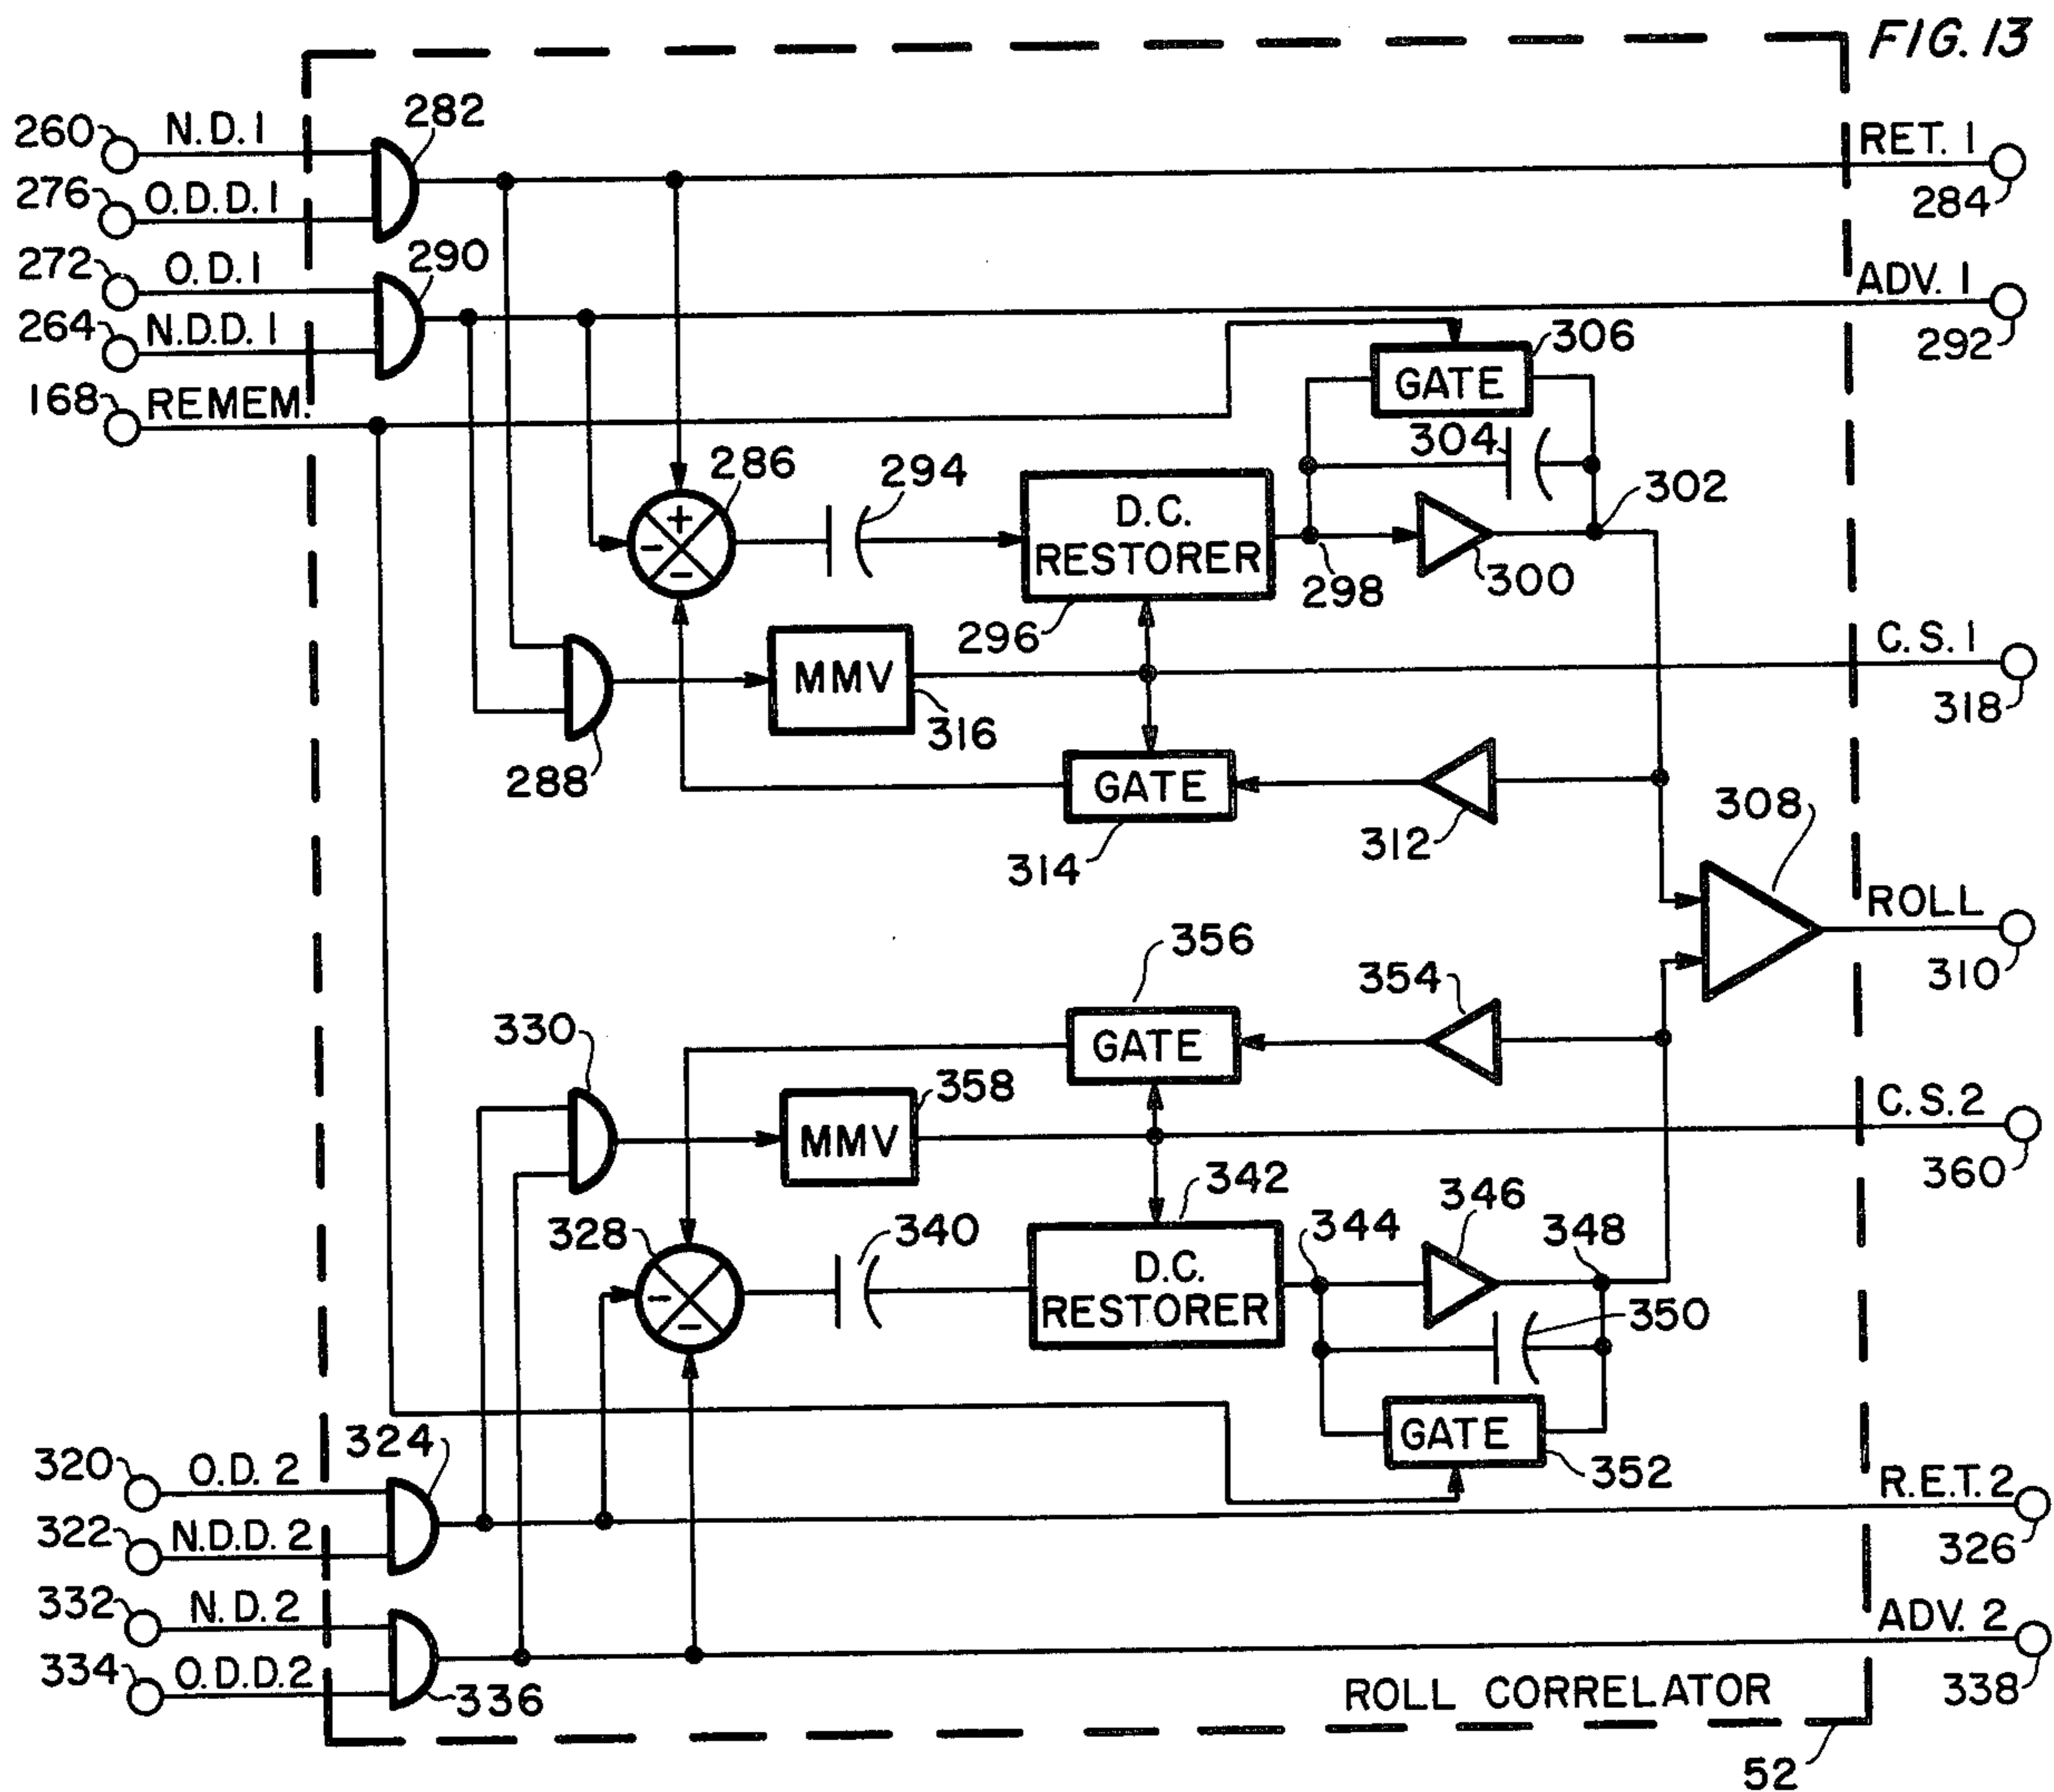 FIG. 13
282
260 N.D.1
RET. 1
276 O.D.D.1
284
290
272 O.D.1
ADV. 1
264 N.D.D.1
292
306
GATE
168 REMEM.
304
286
294
302
+
D.C.
RESTORER
-
-
298
300
296
C.S.1
MMV
316
318
288
GATE
312
314
308
ROLL
310
356
354
330
GATE
358
C.S.2
MMV
360
342
346
328
340
344
348
D.C.
RESTORER
-
-
350
324
GATE
352
320 O.D.2
R.E.T.2
322 N.D.D.2
326
332 N.D.2
ADV. 2
334 O.D.D.2
336
338
ROLL CORRELATOR
52